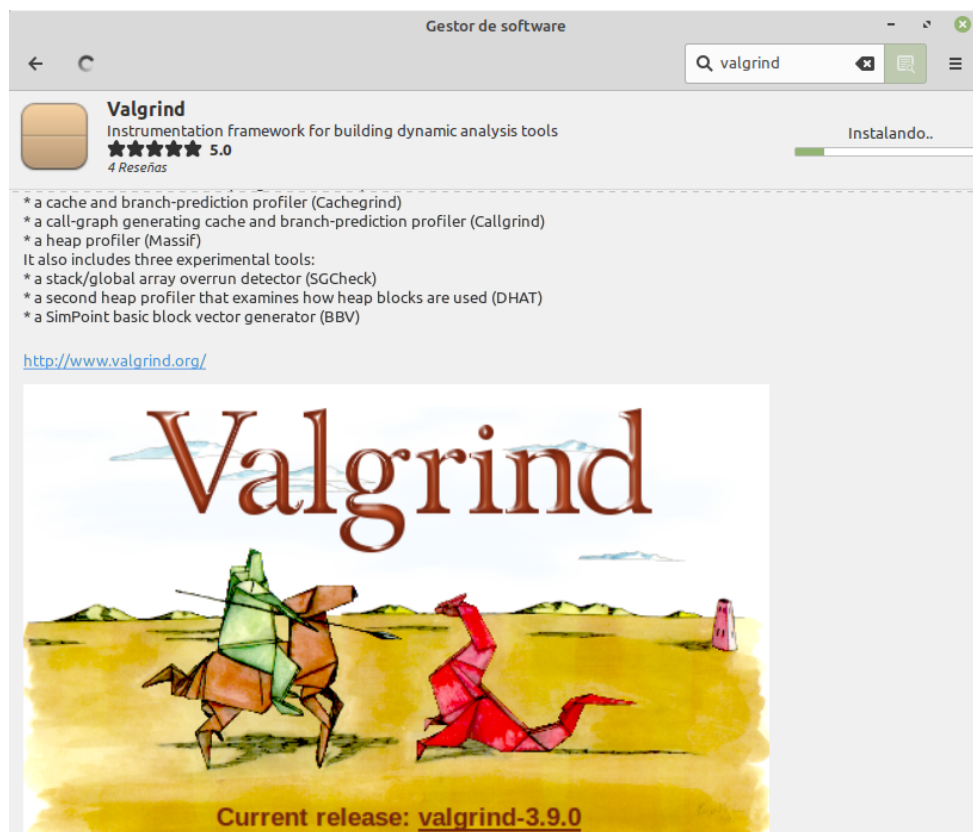 Gestor de software
valgrind
Valgrind
Instrumentation framework for building dynamic analysis tools
5.0
4 Reseñas
Instalando..
* a cache and branch-prediction profiler (Cachegrind)
* a call-graph generating cache and branch-prediction profiler (Callgrind)
* a heap profiler (Massif)
It also includes three experimental tools:
* a stack/global array overrun detector (SGCheck)
* a second heap profiler that examines how heap blocks are used (DHAT)
* a SimPoint basic block vector generator (BBV)
http://www.valgrind.org/
Valgrind
Current release: valgrind-3.9.0